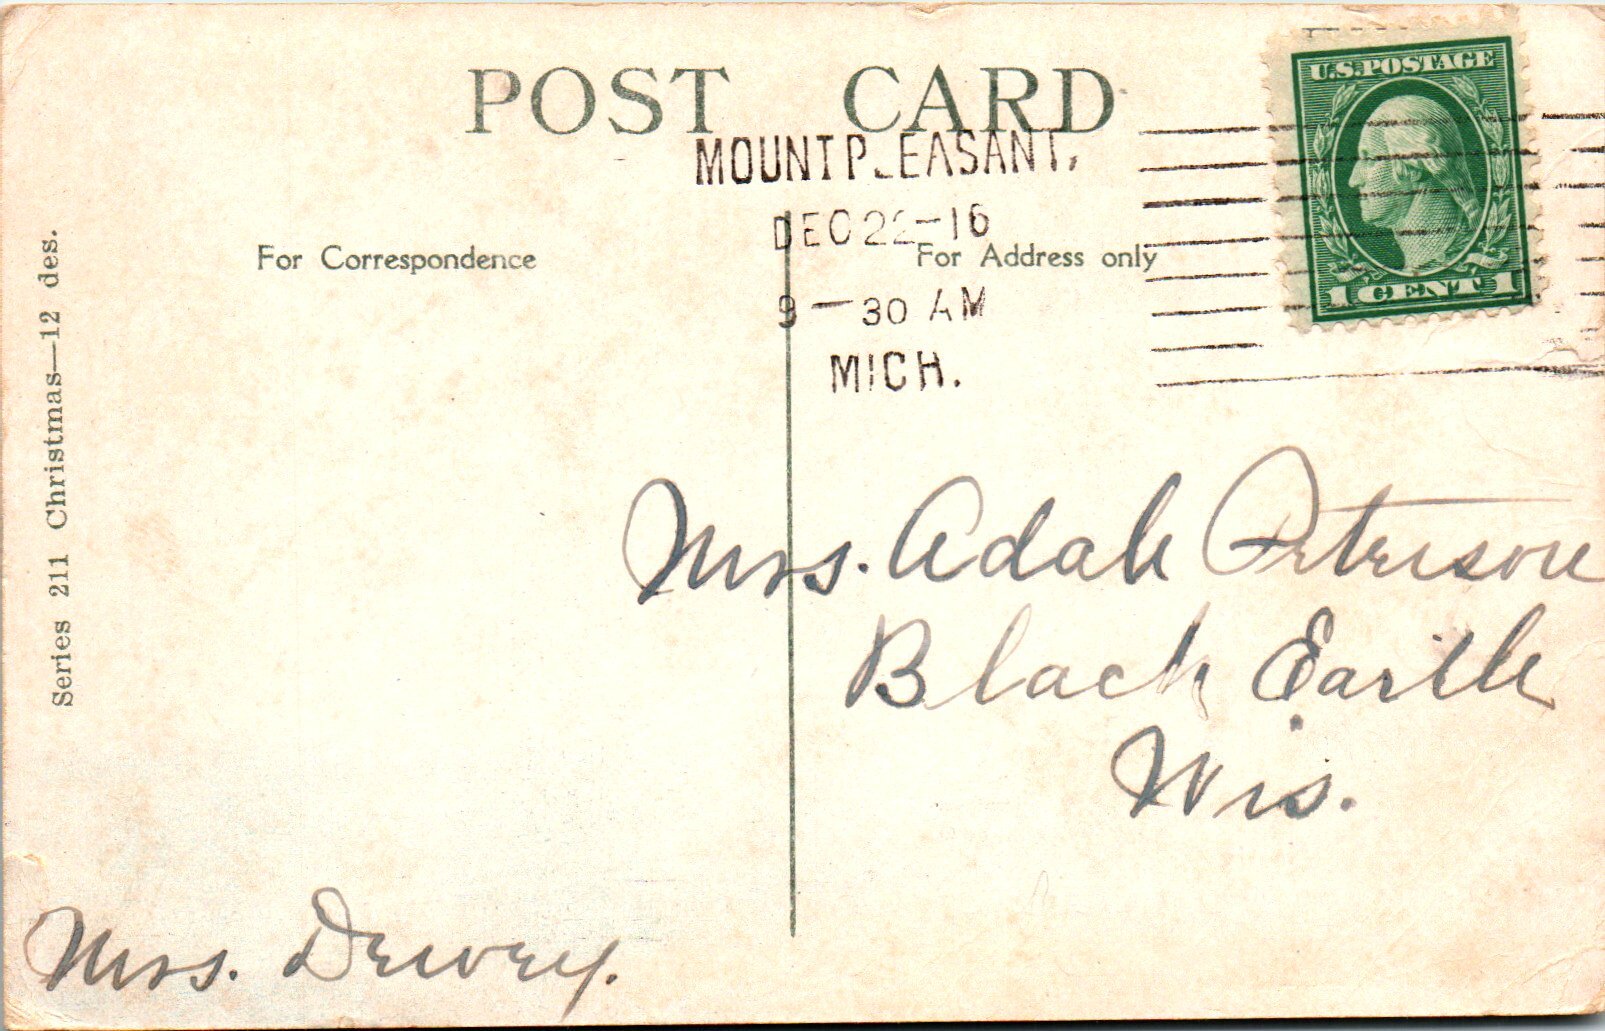 POST CARD
MOUNT PLEASANT,
DEC 22-16
9-30 AM
MICH.
U.S. POSTAGE
1 CENT 1
For Correspondence
For Address only
Series 211 Christmas—12 des.
Mrs. Adah Peterson
Black Earth
Wis.
Mrs. Dewey.